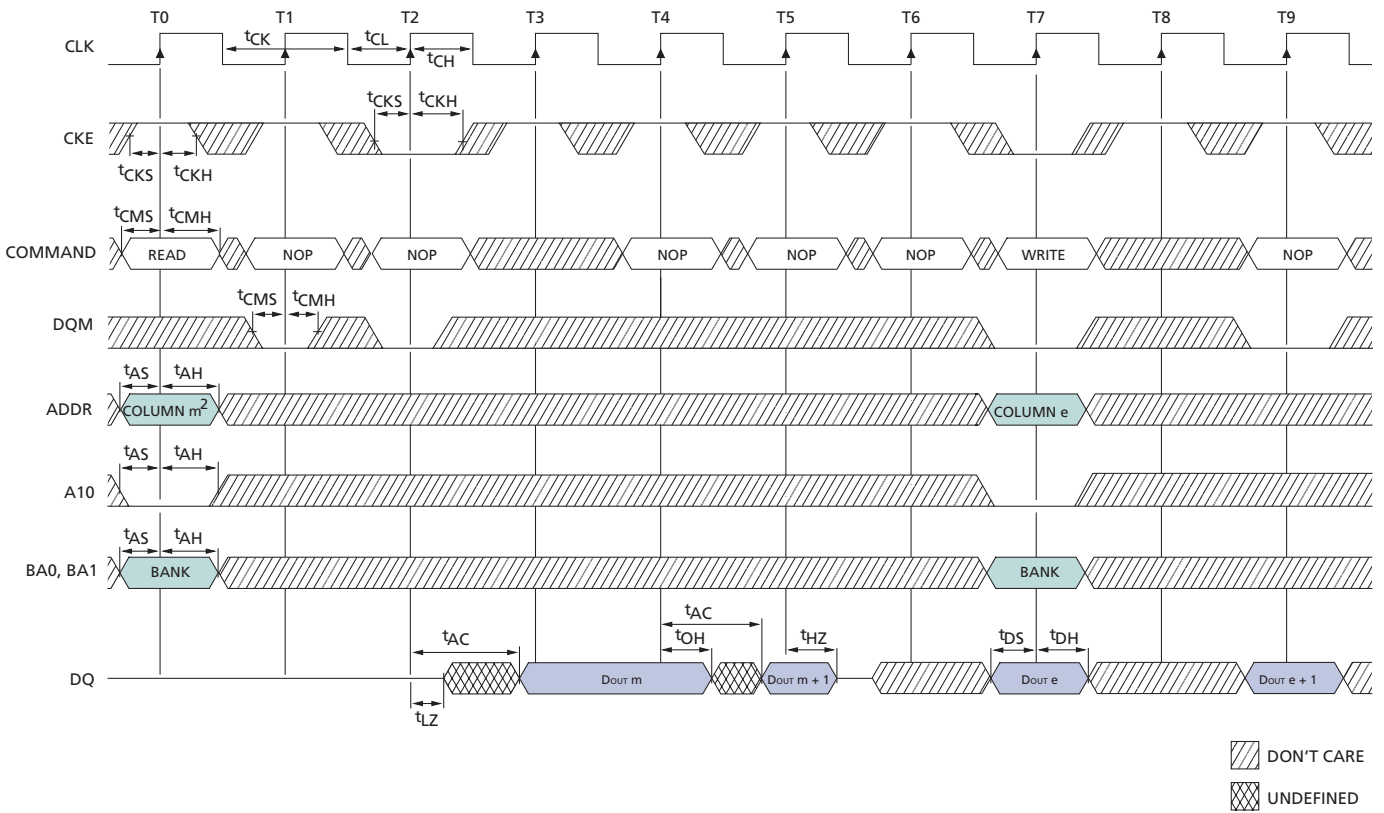 T0 T1 T2 T3 T4 T5 T6 T7 T8 T9
CLK
tCK tCL
tCH
tCKS tCKH
CKE
tCKS tCKH
tCMS tCMH
COMMAND READ NOP NOP NOP NOP NOP WRITE NOP
tCMS tCMH
DQM
tAS tAH
ADDR COLUMN m2 COLUMN e
tAS tAH
A10
tAS tAH
BA0, BA1 BANK BANK
tAC
tAC tOH tHZ tDS tDH
DQ DOUT m DOUT m + 1 DOUT e DOUT e + 1
tLZ
DON'T CARE
UNDEFINED